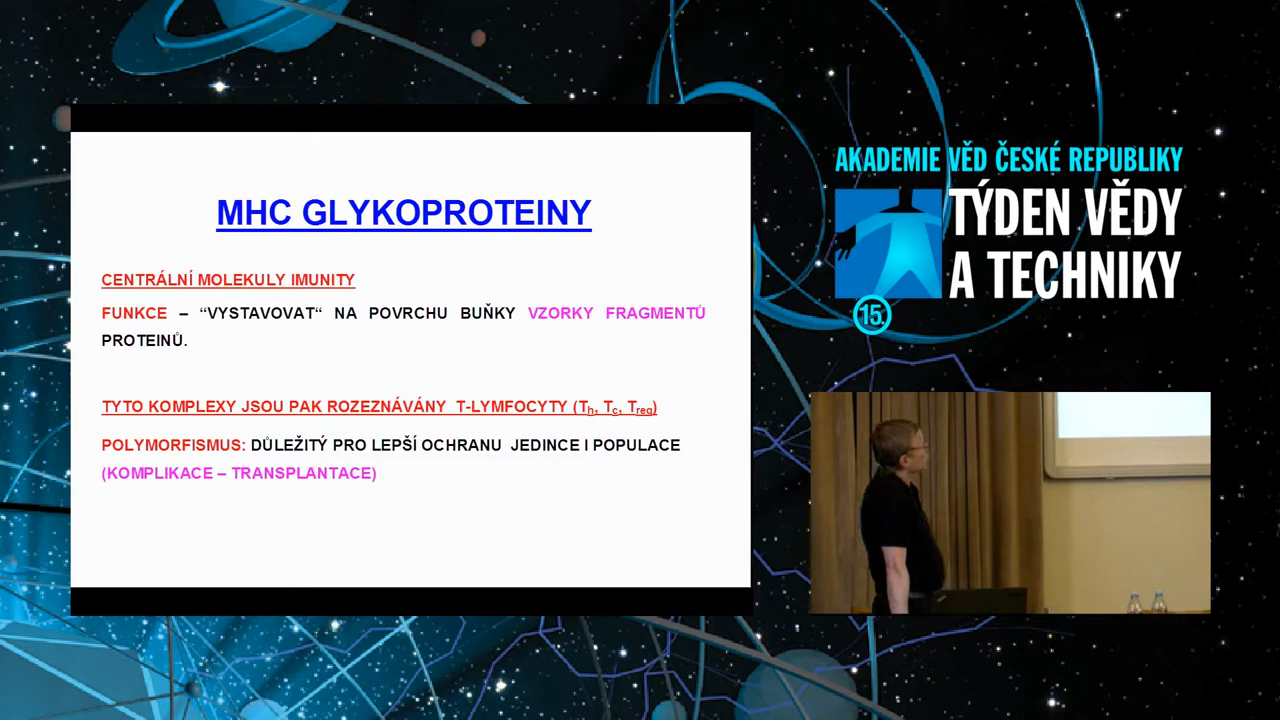 MHC GLYKOPROTEINY
CENTRÁLNÍ MOLEKULY IMUNITY
FUNKCE – “VYSTAVOVAT“ NA POVRCHU BUŇKY VZORKY FRAGMENTŮ
PROTEINŮ.
TYTO KOMPLEXY JSOU PAK ROZEZNÁVÁNY T-LYMFOCYTY (Th, Tc, Treg)
POLYMORFISMUS: DŮLEŽITÝ PRO LEPŠÍ OCHRANU JEDINCE I POPULACE
(KOMPLIKACE – TRANSPLANTACE)
AKADEMIE VĚD ČESKÉ REPUBLIKY
TÝDEN VĚDY
A TECHNIKY
15.